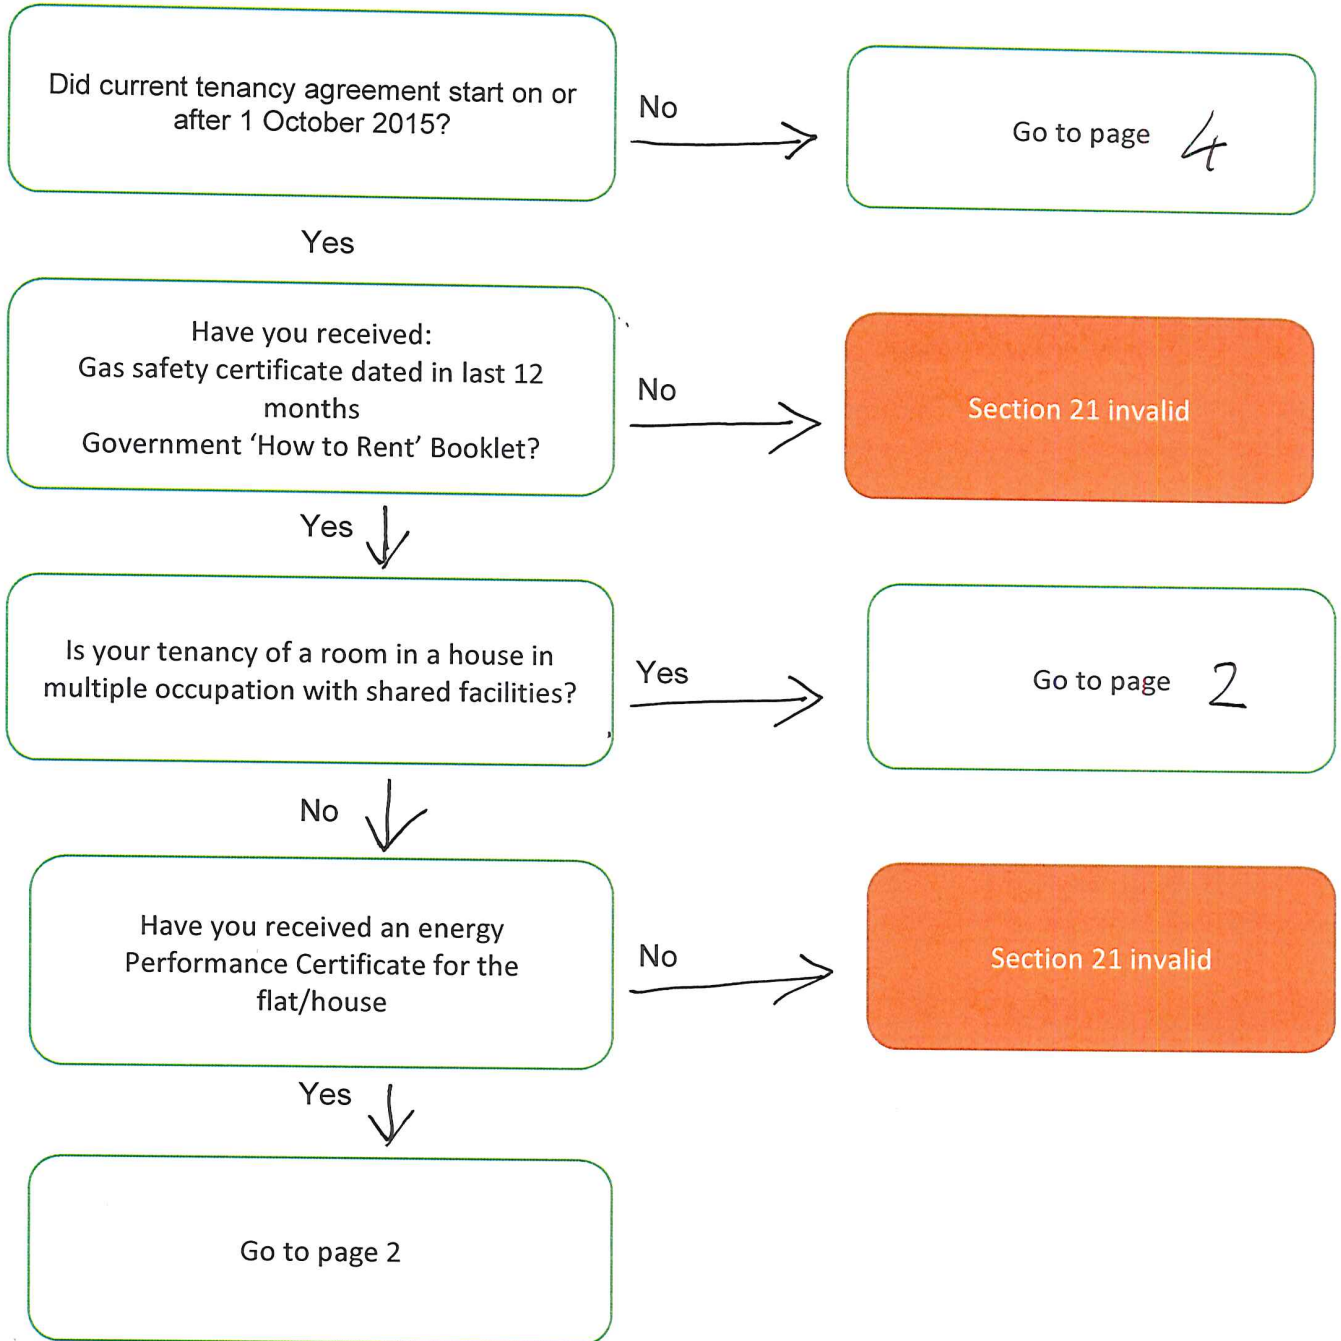 Did current tenancy agreement start on or
after 1 October 2015?
No
Go to page 4
Yes
Have you received:
Gas safety certificate dated in last 12
months
Government ‘How to Rent’ Booklet?
No
Section 21 invalid
Yes
Is your tenancy of a room in a house in
multiple occupation with shared facilities?
Yes
Go to page 2
No
Have you received an energy
Performance Certificate for the
flat/house
No
Section 21 invalid
Yes
Go to page 2